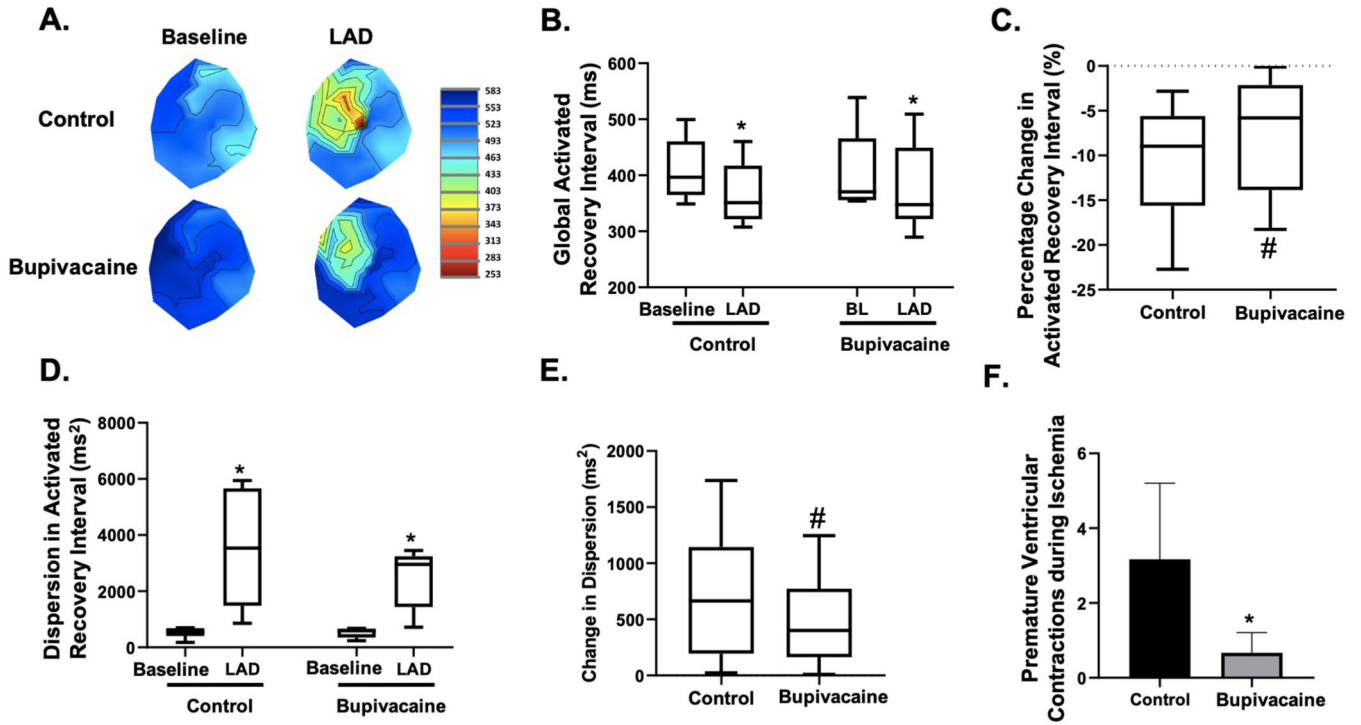 A.
Baseline
LAD
Control
Bupivacaine
583
553
523
493
463
433
403
373
343
313
283
253
B.
Global Activated
Recovery Interval (ms)
600
500
400
300
200
Baseline LAD
BL LAD
Control
Bupivacaine
*
*
C.
Percentage Change in
Activated Recovery Interval (%)
0
-5
-10
-15
-20
-25
#
Control
Bupivacaine
D.
Dispersion in Activated
Recovery Interval (ms²)
8000
6000
4000
2000
0
*
*
Baseline LAD
Baseline LAD
Control
Bupivacaine
E.
Change in Dispersion (ms²)
2000
1500
1000
500
0
#
Control
Bupivacaine
F.
Premature Ventricular
Contractions during Ischemia
6
4
2
0
*
Control
Bupivacaine